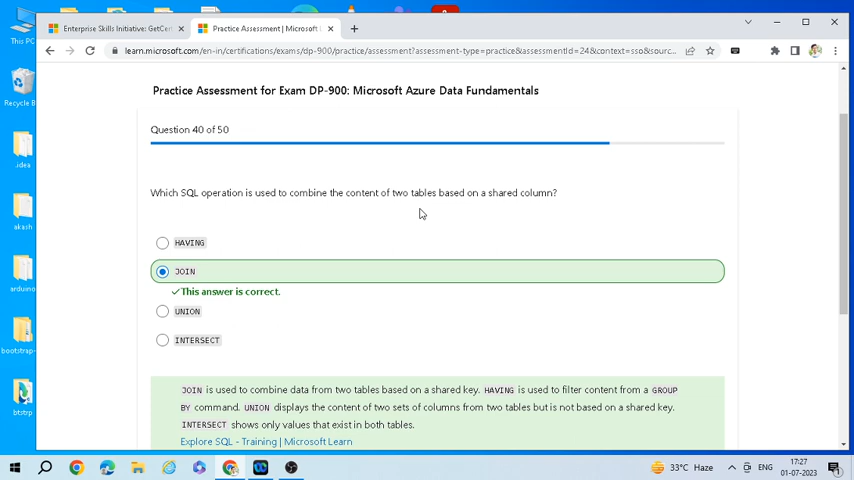 This PC
Recycle B
.idea
akash
arduino
bootstrap-
btstrp
Enterprise Skills Initiative: GetCert
Practice Assessment | Microsoft L
learn.microsoft.com/en-in/certifications/exams/dp-900/practice/assessment?assessment-type=practice&assessmentId=24&context=sso&sourc...
Practice Assessment for Exam DP-900: Microsoft Azure Data Fundamentals
Question 40 of 50
Which SQL operation is used to combine the content of two tables based on a shared column?
HAVING
JOIN
This answer is correct.
UNION
INTERSECT
JOIN is used to combine data from two tables based on a shared key. HAVING is used to filter content from a GROUP
BY command. UNION displays the content of two sets of columns from two tables but is not based on a shared key.
INTERSECT shows only values that exist in both tables.
Explore SQL - Training | Microsoft Learn
33°C Haze
ENG
17:27
01-07-2023
1